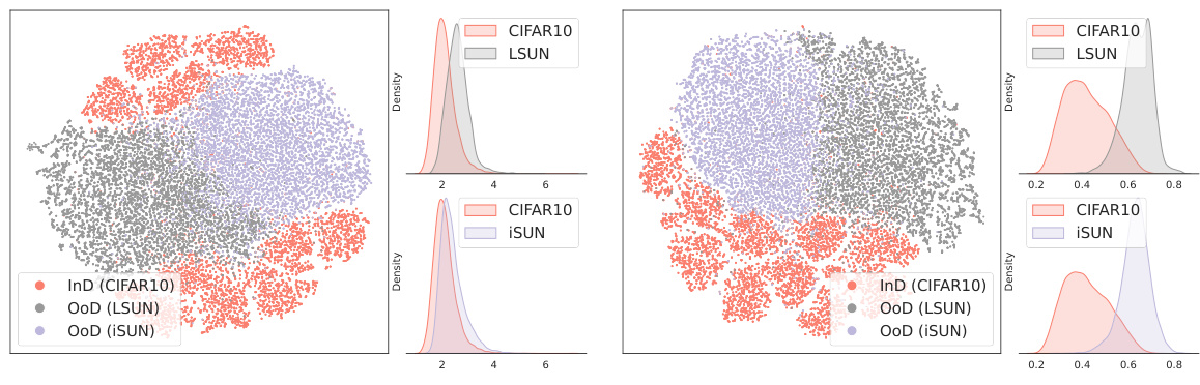 InD (CIFAR10)
OoD (LSUN)
OoD (iSUN)
Density
CIFAR10
LSUN
2 4 6
Density
CIFAR10
iSUN
2 4 6
InD (CIFAR10)
OoD (LSUN)
OoD (iSUN)
Density
CIFAR10
LSUN
0.2 0.4 0.6 0.8
Density
CIFAR10
iSUN
0.2 0.4 0.6 0.8